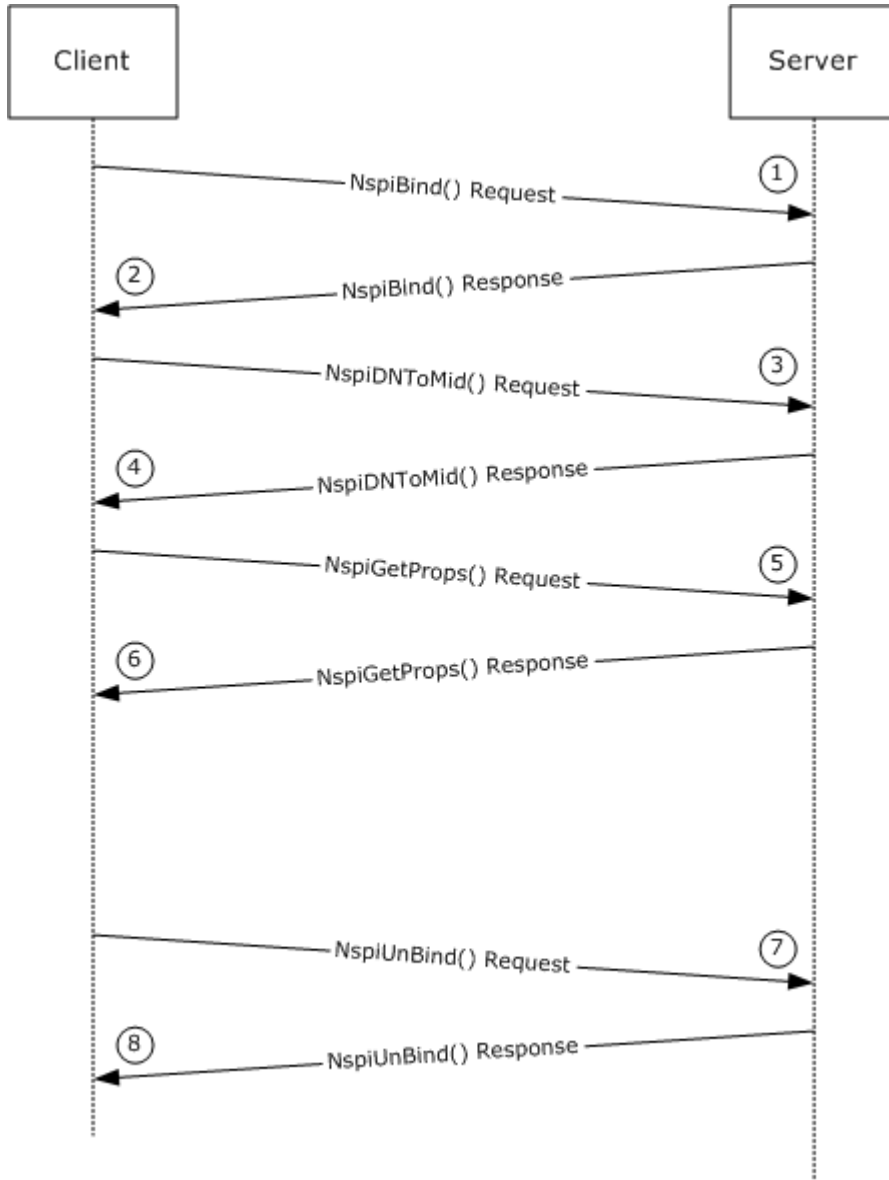 Client
Server
1
NspiBind() Request
2
NspiBind() Response
3
NspiDNToMid() Request
4
NspiDNToMid() Response
5
NspiGetProps() Request
6
NspiGetProps() Response
7
NspiUnBind() Request
8
NspiUnBind() Response